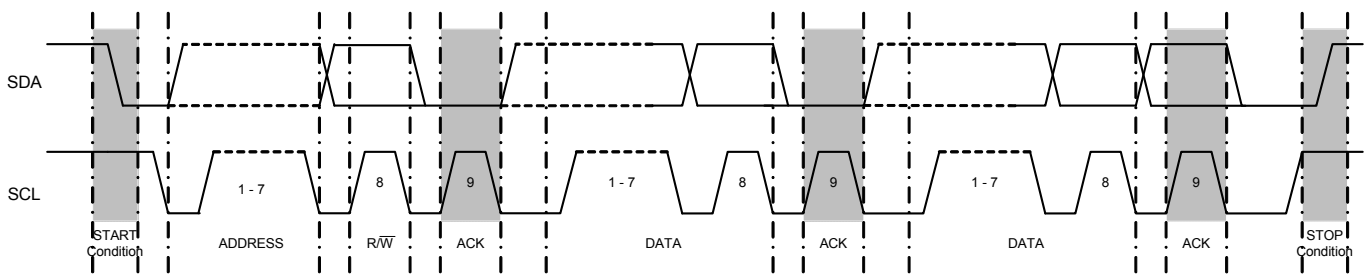 SDA
SCL
1 - 7
8
9
1 - 7
8
9
1 - 7
8
9
START
Condition
ADDRESS
R/W̅
ACK
DATA
ACK
DATA
ACK
STOP
Condition